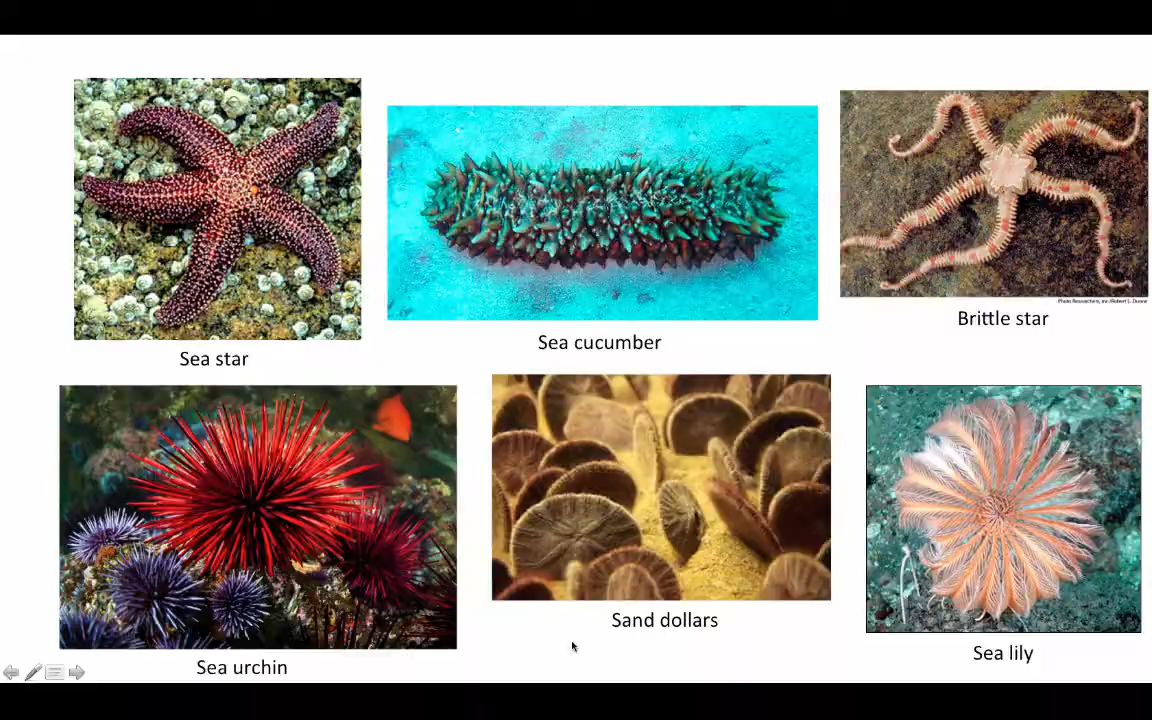 Sea star
Sea cucumber
Brittle star
Sea urchin
Sand dollars
Sea lily